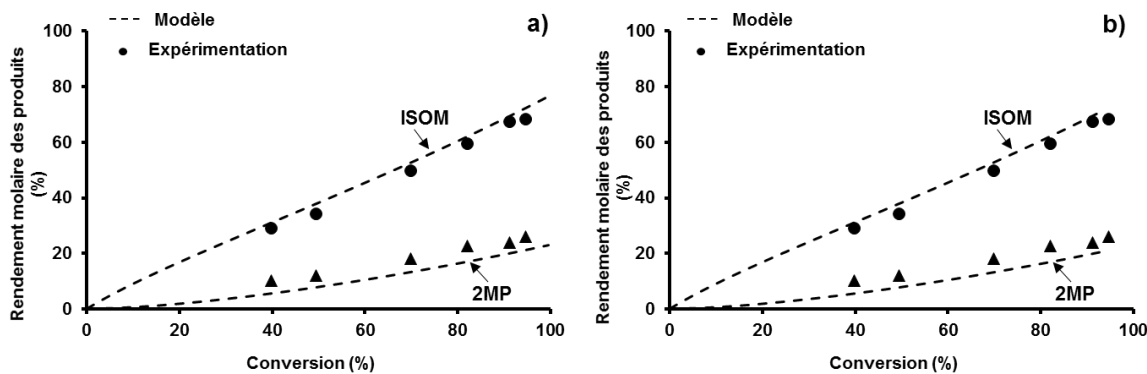 Modèle
Expérimentation
a)
Rendement molaire des produits
(%)
100
80
60
40
20
0
ISOM
2MP
0 20 40 60 80 100
Conversion (%)
Modèle
Expérimentation
b)
Rendement molaire des produits
(%)
100
80
60
40
20
0
ISOM
2MP
0 20 40 60 80 100
Conversion (%)